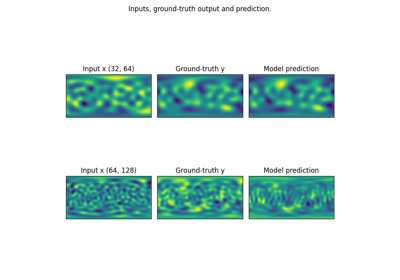 Inputs, ground-truth output and prediction.
Input x (32, 64)
Ground-truth y
Model prediction
Input x (64, 128)
Ground-truth y
Model prediction